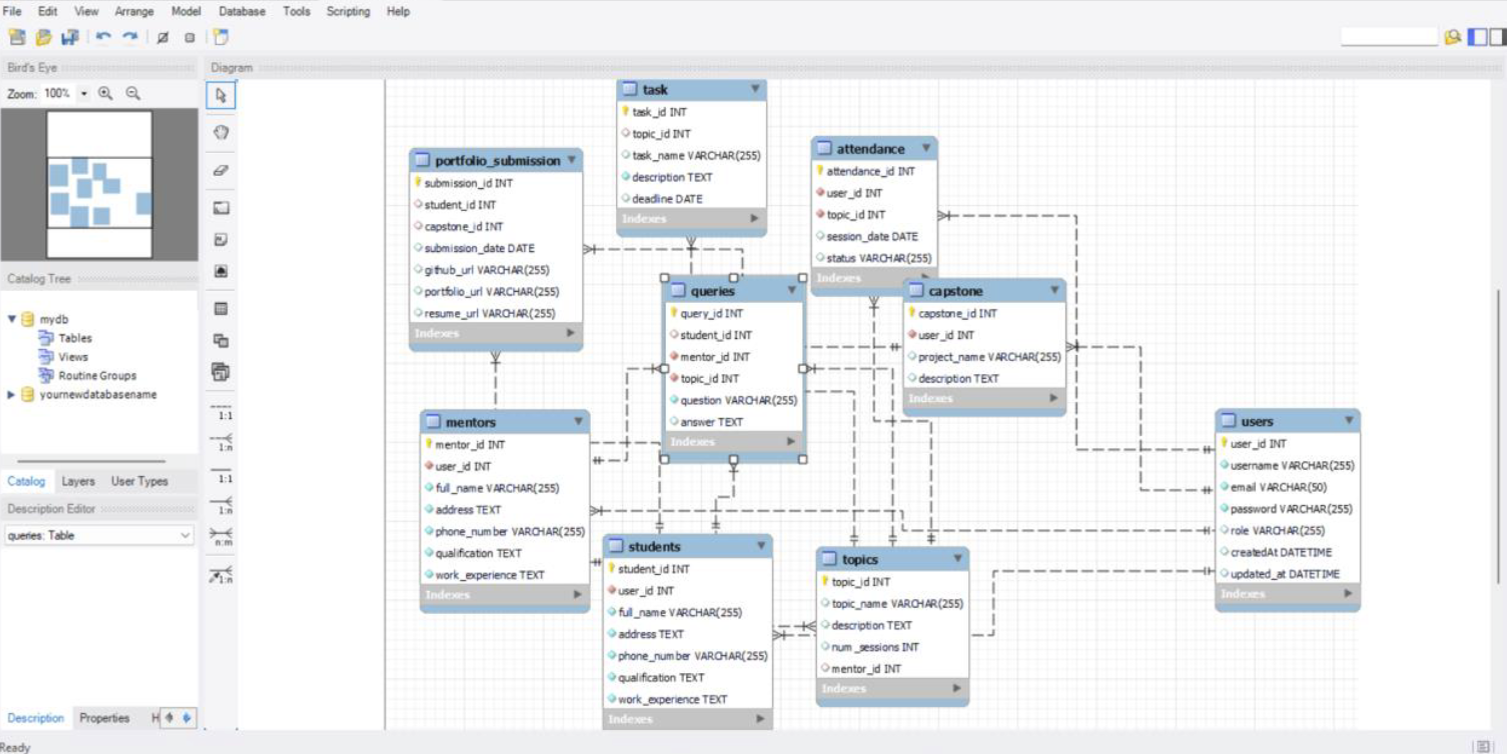 File Edit View Arrange Model Database Tools Scripting Help
Bird's Eye
Zoom: 100%
Catalog Tree
mydb
Tables
Views
Routine Groups
yournewdatabasename
Catalog Layers User Types
Description Editor
queries: Table
Description Properties H
Ready
Diagram
1:1
1:n
1:1
1:n
n:m
1:n
task
task_id INT
topic_id INT
task_name VARCHAR(255)
description TEXT
deadline DATE
Indexes
portfolio_submission
submission_id INT
student_id INT
capstone_id INT
submission_date DATE
github_url VARCHAR(255)
portfolio_url VARCHAR(255)
resume_url VARCHAR(255)
Indexes
attendance
attendance_id INT
user_id INT
topic_id INT
session_date DATE
status VARCHAR(255)
Indexes
queries
query_id INT
student_id INT
mentor_id INT
topic_id INT
question VARCHAR(255)
answer TEXT
Indexes
capstone
capstone_id INT
user_id INT
project_name VARCHAR(255)
description TEXT
Indexes
mentors
mentor_id INT
user_id INT
full_name VARCHAR(255)
address TEXT
phone_number VARCHAR(255)
qualification TEXT
work_experience TEXT
Indexes
users
user_id INT
username VARCHAR(255)
email VARCHAR(50)
password VARCHAR(255)
role VARCHAR(255)
createdAt DATETIME
updated_at DATETIME
Indexes
students
student_id INT
user_id INT
full_name VARCHAR(255)
address TEXT
phone_number VARCHAR(255)
qualification TEXT
work_experience TEXT
Indexes
topics
topic_id INT
topic_name VARCHAR(255)
description TEXT
num _sessions INT
mentor_id INT
Indexes